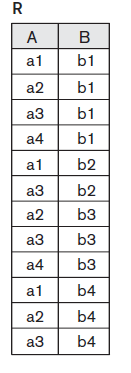 R
A B
a1 b1
a2 b1
a3 b1
a4 b1
a1 b2
a3 b2
a2 b3
a3 b3
a4 b3
a1 b4
a2 b4
a3 b4